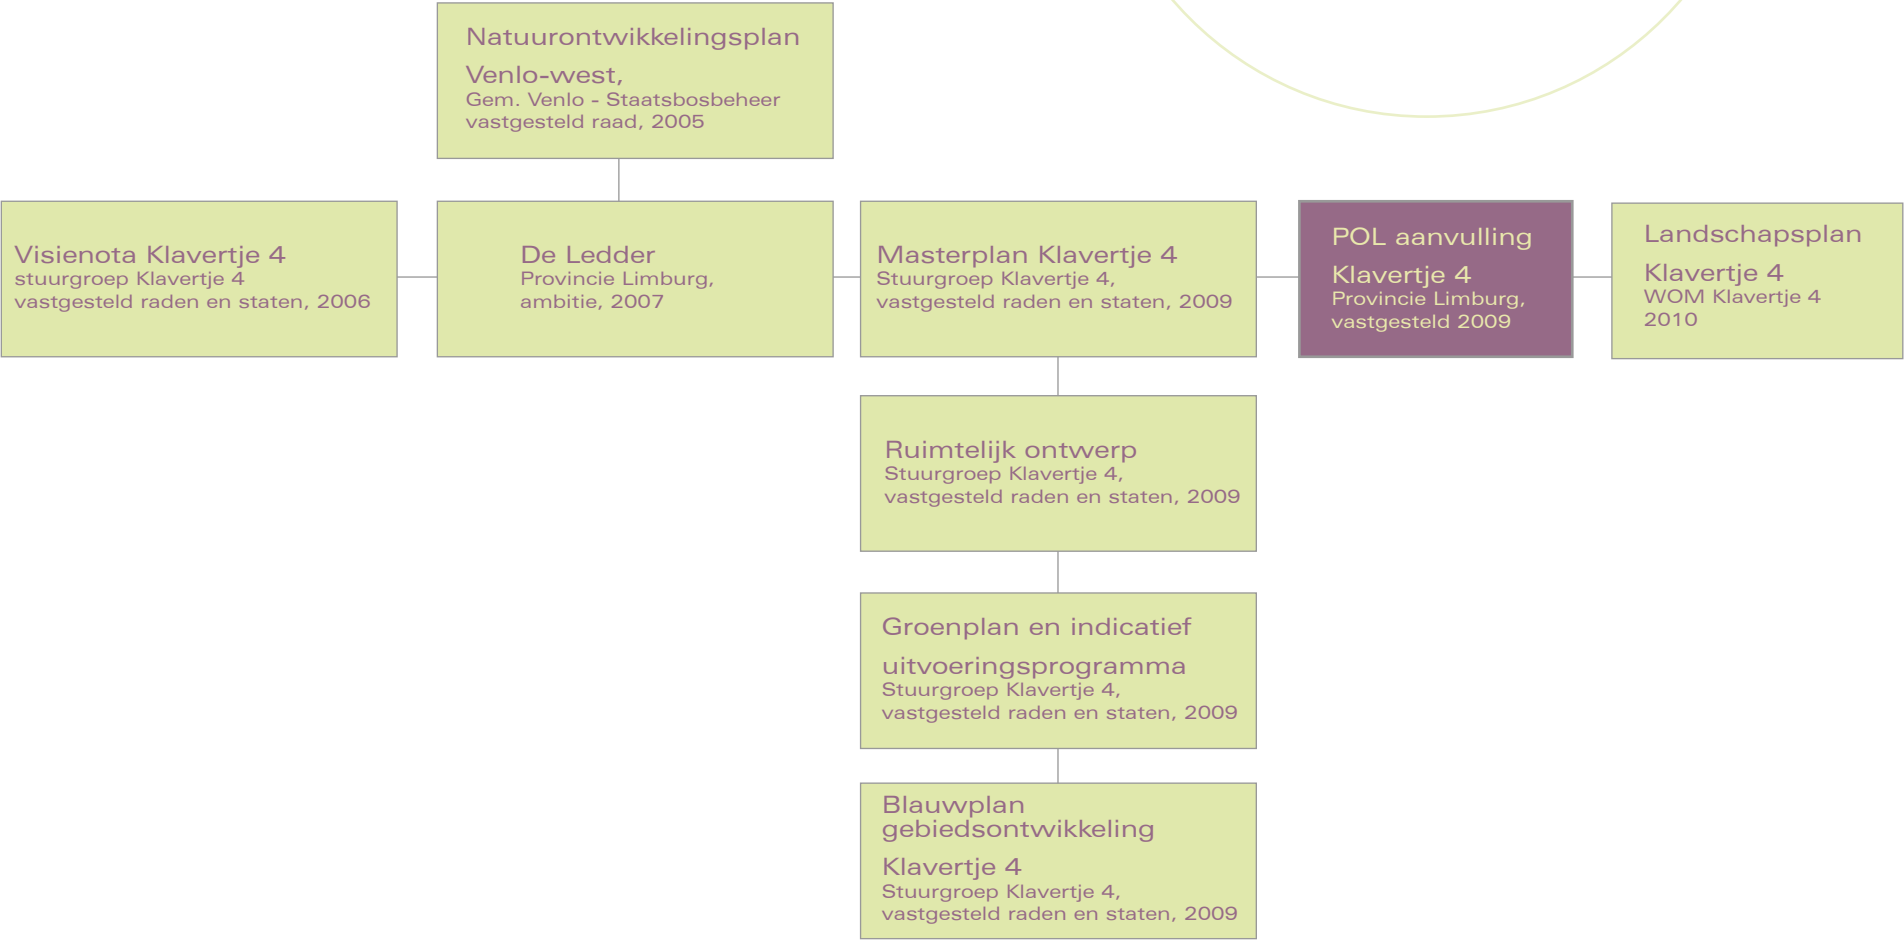 Natuurontwikkelingsplan
Venlo-west,
Gem. Venlo - Staatsbosbeheer
vastgesteld raad, 2005
Visienota Klavertje 4
stuurgroep Klavertje 4
vastgesteld raden en staten, 2006
De Ledder
Provincie Limburg,
ambitie, 2007
Masterplan Klavertje 4
Stuurgroep Klavertje 4,
vastgesteld raden en staten, 2009
POL aanvulling
Klavertje 4
Provincie Limburg,
vastgesteld 2009
Landschapsplan
Klavertje 4
WOM Klavertje 4
2010
Ruimtelijk ontwerp
Stuurgroep Klavertje 4,
vastgesteld raden en staten, 2009
Groenplan en indicatief
uitvoeringsprogramma
Stuurgroep Klavertje 4,
vastgesteld raden en staten, 2009
Blauwplan
gebiedsontwikkeling
Klavertje 4
Stuurgroep Klavertje 4,
vastgesteld raden en staten, 2009